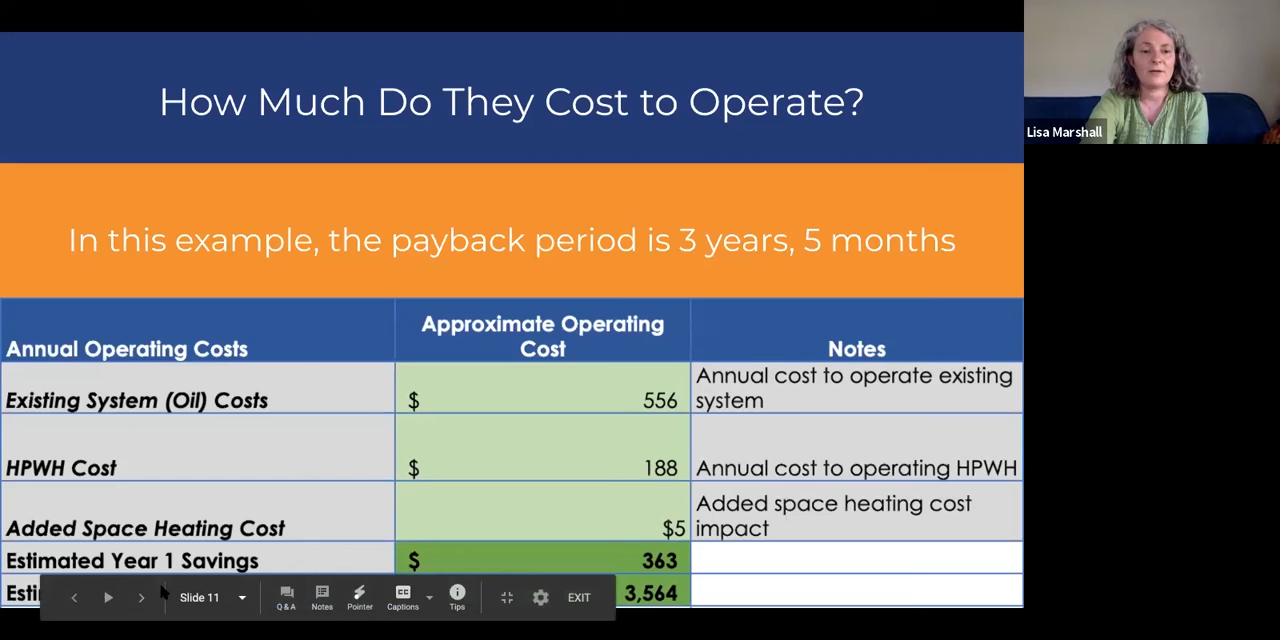 How Much Do They Cost to Operate?
Lisa Marshall
In this example, the payback period is 3 years, 5 months
Annual Operating Costs
Approximate Operating
Cost
Notes
Existing System (Oil) Costs
$ 556
Annual cost to operate existing
system
HPWH Cost
$ 188
Annual cost to operating HPWH
Added Space Heating Cost
$5
Added space heating cost
impact
Estimated Year 1 Savings
$ 363
3,564
Slide 11
Q & A
Notes
Pointer
CC
Captions
Tips
EXIT